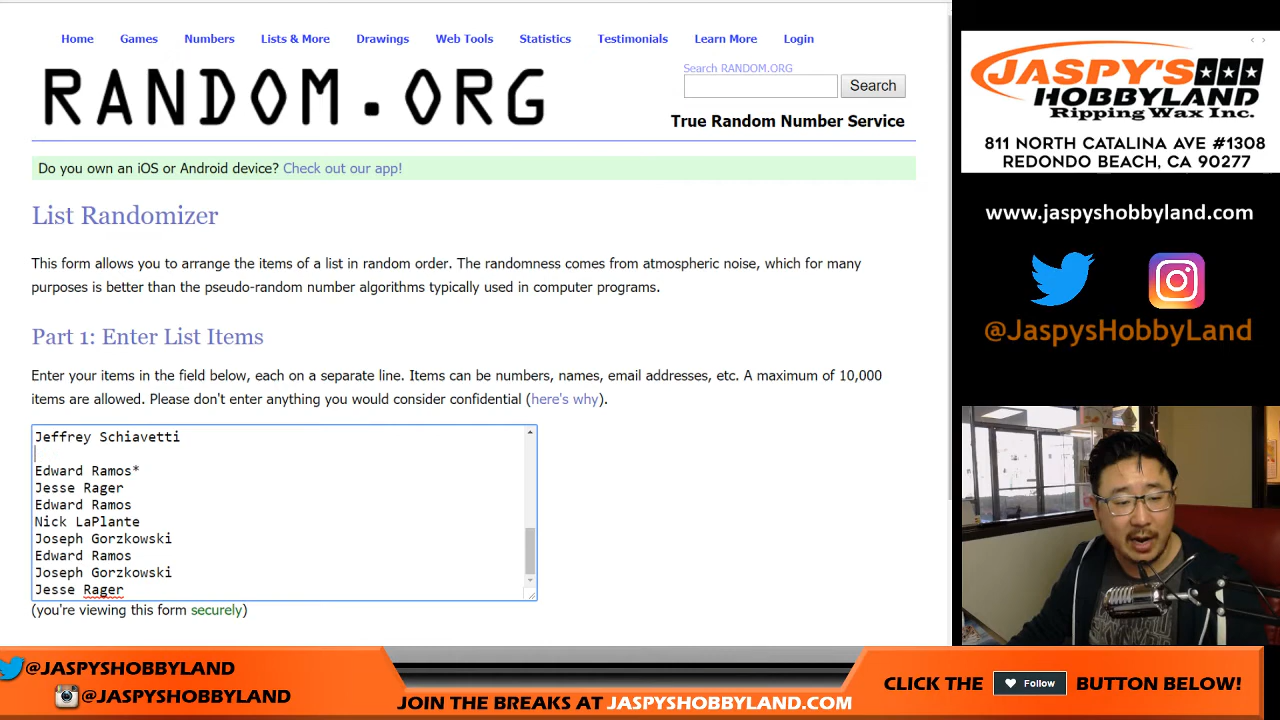 Home Games Numbers Lists & More Drawings Web Tools Statistics Testimonials Learn More Login
RANDOM.ORG
Search RANDOM.ORG
Search
True Random Number Service
Do you own an iOS or Android device? Check out our app!
List Randomizer
This form allows you to arrange the items of a list in random order. The randomness comes from atmospheric noise, which for many
purposes is better than the pseudo-random number algorithms typically used in computer programs.
Part 1: Enter List Items
Enter your items in the field below, each on a separate line. Items can be numbers, names, email addresses, etc. A maximum of 10,000
items are allowed. Please don't enter anything you would consider confidential (here's why).
Jeffrey Schiavetti
Edward Ramos*
Jesse Rager
Edward Ramos
Nick LaPlante
Joseph Gorzkowski
Edward Ramos
Joseph Gorzkowski
Jesse Rager
(you're viewing this form securely)
JASPY'S
HOBBYLAND
Ripping Wax Inc.
811 NORTH CATALINA AVE #1308
REDONDO BEACH, CA 90277
www.jaspyshobbyland.com
@JaspysHobbyLand
@JASPYSHOBBYLAND
@JASPYSHOBBYLAND
JOIN THE BREAKS AT JASPYSHOBBYLAND.COM
CLICK THE Follow BUTTON BELOW!